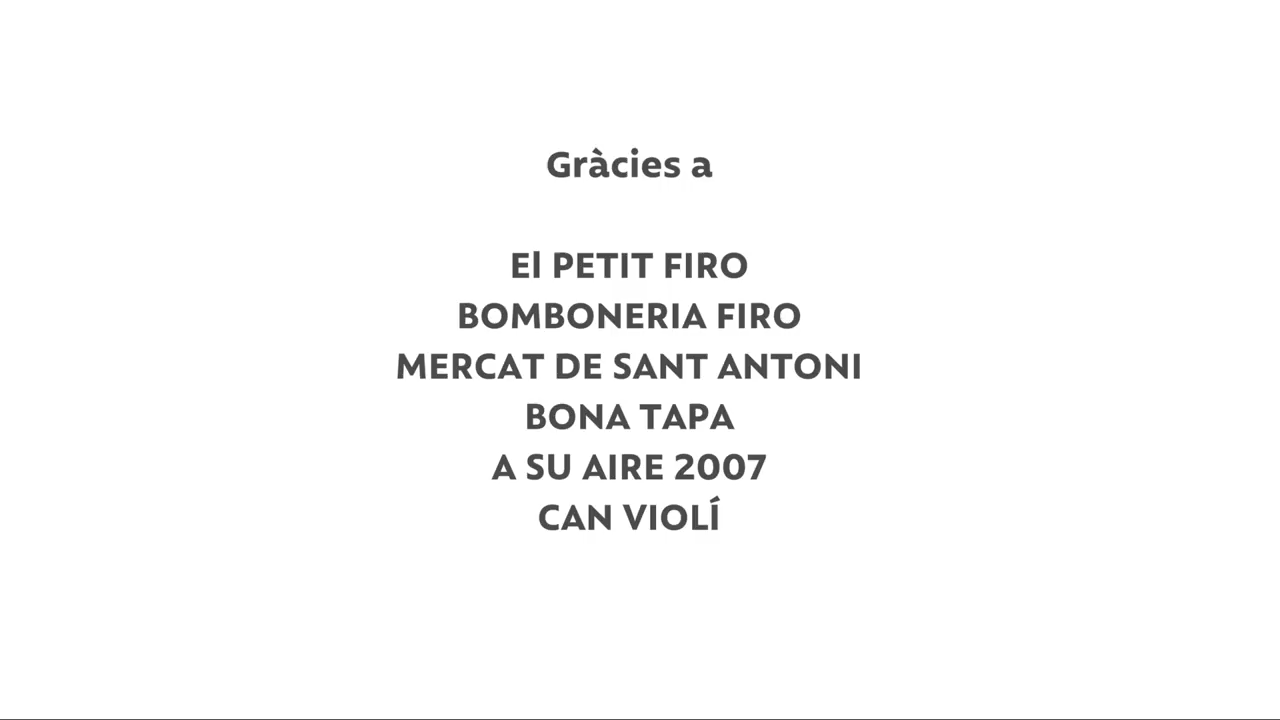 Gràcies a
El PETIT FIRO
BOMBONERIA FIRO
MERCAT DE SANT ANTONI
BONA TAPA
A SU AIRE 2007
CAN VIOLÍ